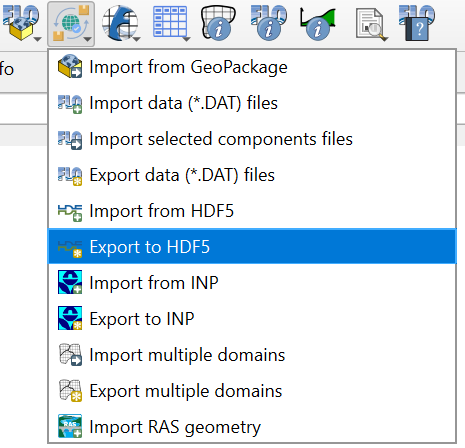 fo
Import from GeoPackage
Import data (*.DAT) files
Import selected components files
Export data (*.DAT) files
Import from HDF5
Export to HDF5
Import from INP
Export to INP
Import multiple domains
Export multiple domains
RAS Import RAS geometry